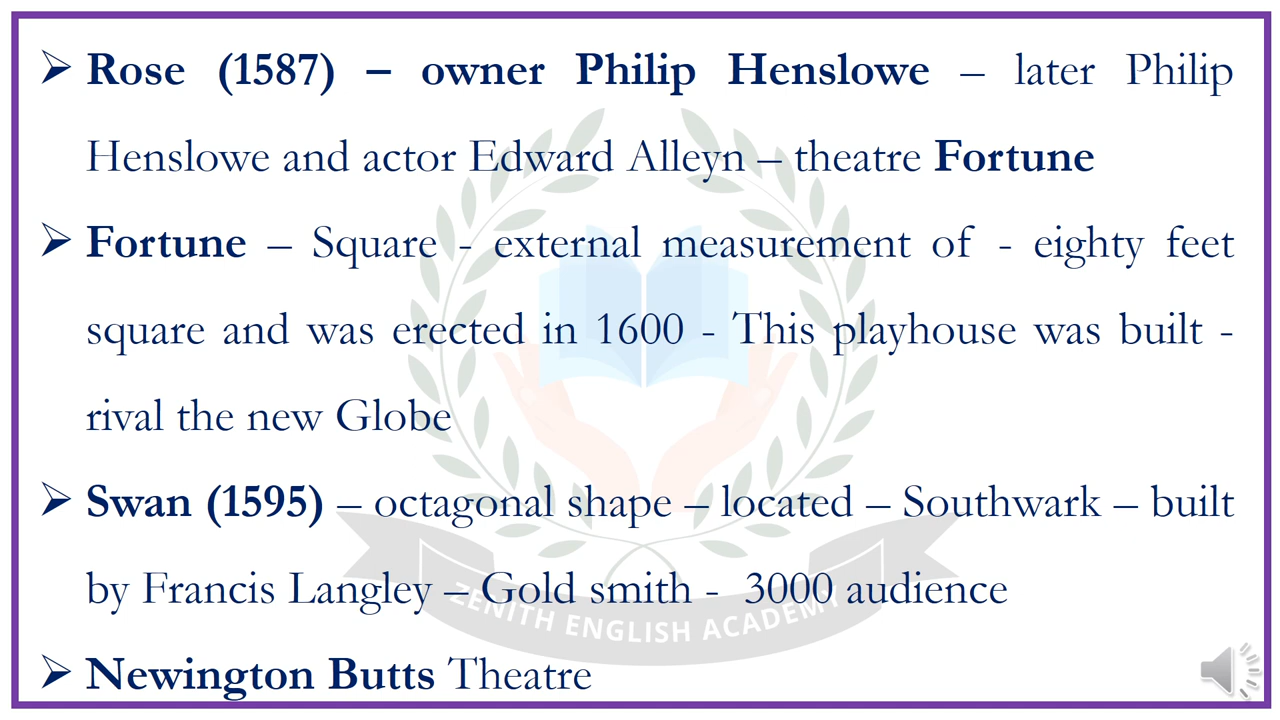 ➢ Rose (1587) – owner Philip Henslowe – later Philip
Henslowe and actor Edward Alleyn – theatre Fortune
➢ Fortune – Square - external measurement of - eighty feet
square and was erected in 1600 - This playhouse was built -
rival the new Globe
➢ Swan (1595) – octagonal shape – located – Southwark – built
by Francis Langley – Gold smith - 3000 audience
ZENITH ENGLISH ACADEMY
➢ Newington Butts Theatre